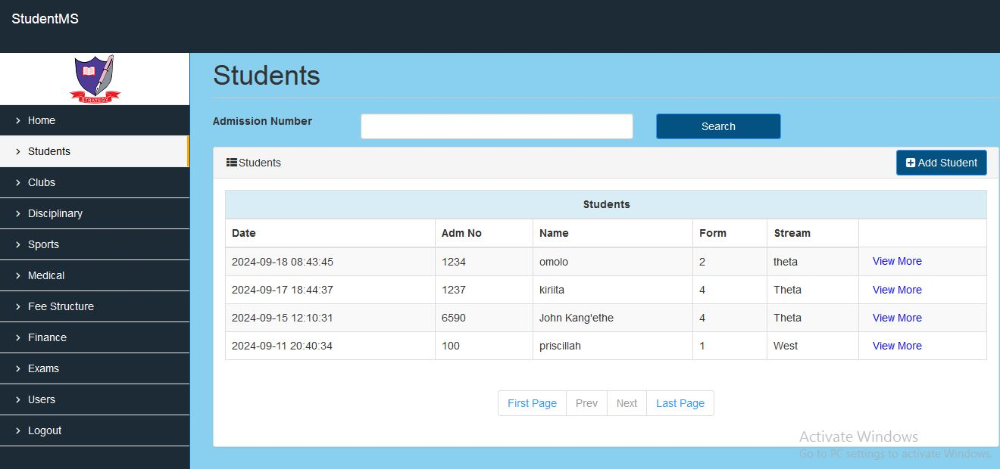 StudentMS
STRATEGY
Students
Home
Students
Clubs
Disciplinary
Sports
Medical
Fee Structure
Finance
Exams
Users
Logout
Admission Number Search
Students Add Student
Students
Date Adm No Name Form Stream
2024-09-18 08:43:45 1234 omolo 2 theta View More
2024-09-17 18:44:37 1237 kiriita 4 Theta View More
2024-09-15 12:10:31 6590 John Kang'ethe 4 Theta View More
2024-09-11 20:40:34 100 priscillah 1 West View More
First Page Prev Next Last Page
Activate Windows
Go to PC settings to activate Windows.